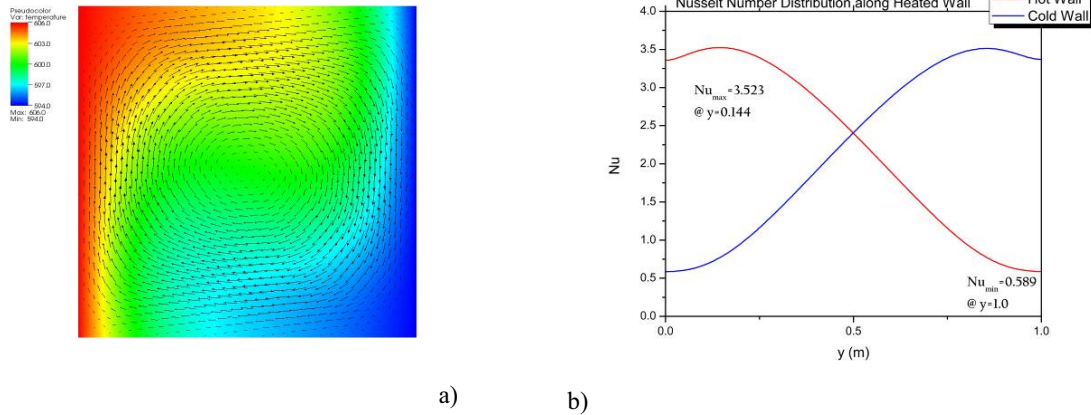 Pseudocolor
Var: temperature
606.0
603.0
600.0
597.0
594.0
Max: 606.0
Min: 594.0
a)
Nusselt Number Distribution along Heated Wall
Hot Wall
Cold Wall
4.0
3.5
3.0
2.5
2.0
1.5
1.0
0.5
0.0
Nu
Nu_max=3.523
@ y=0.144
Nu_min=0.589
@ y=1.0
0.0
0.5
1.0
y (m)
b)